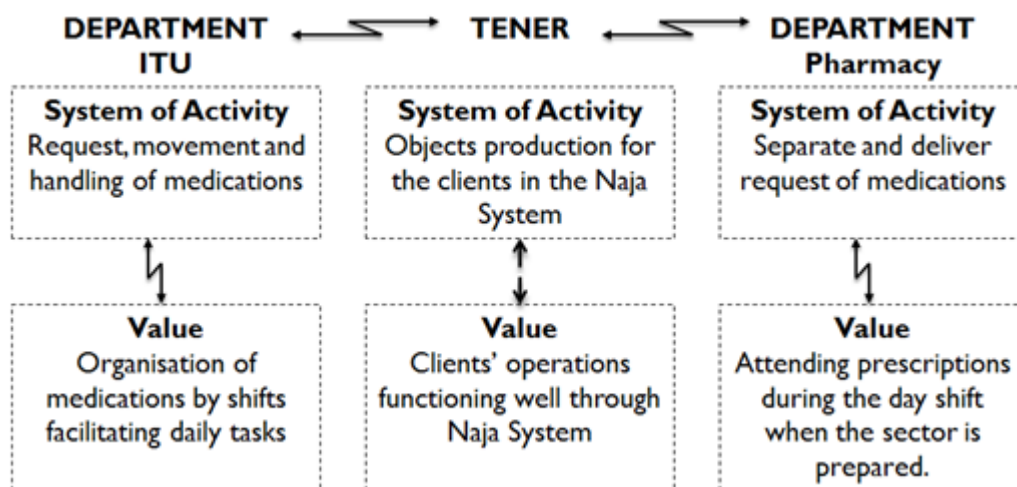 DEPARTMENT
ITU
TENER
DEPARTMENT
Pharmacy
System of Activity
Request, movement and
handling of medications
System of Activity
Objects production for
the clients in the Naja
System
System of Activity
Separate and deliver
request of medications
Value
Organisation of
medications by shifts
facilitating daily tasks
Value
Clients’ operations
functioning well through
Naja System
Value
Attending prescriptions
during the day shift
when the sector is
prepared.